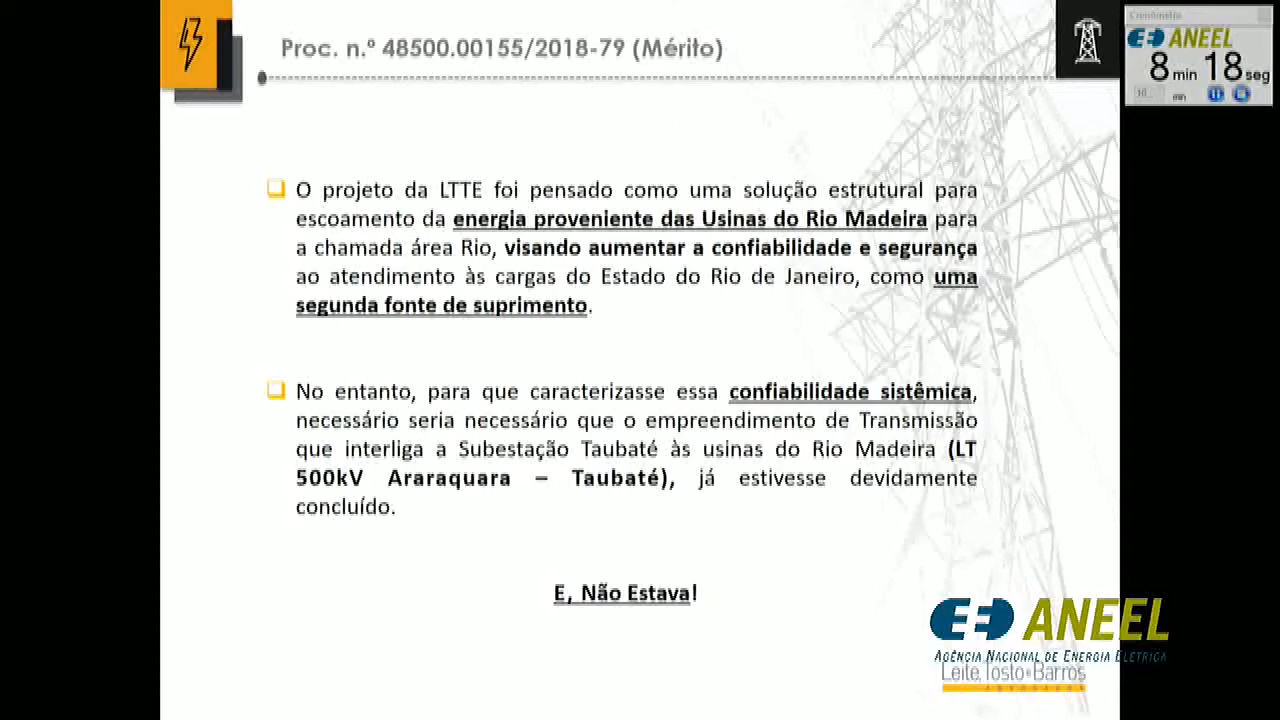 Proc. n.º 48500.00155/2018-79 (Mérito)
Cronômetro
ANEEL
8 min 18 seg
10
min
O projeto da LTTE foi pensado como uma solução estrutural para
escoamento da energia proveniente das Usinas do Rio Madeira para
a chamada área Rio, visando aumentar a confiabilidade e segurança
ao atendimento às cargas do Estado do Rio de Janeiro, como uma
segunda fonte de suprimento.
No entanto, para que caracterizasse essa confiabilidade sistêmica,
necessário seria necessário que o empreendimento de Transmissão
que interliga a Subestação Taubaté às usinas do Rio Madeira (LT
500kV Araraquara – Taubaté), já estivesse devidamente
concluído.
E, Não Estava!
ANEEL
AGÊNCIA NACIONAL DE ENERGIA ELÉTRICA
Leite, Tosto e Barros
ADVOGADOS